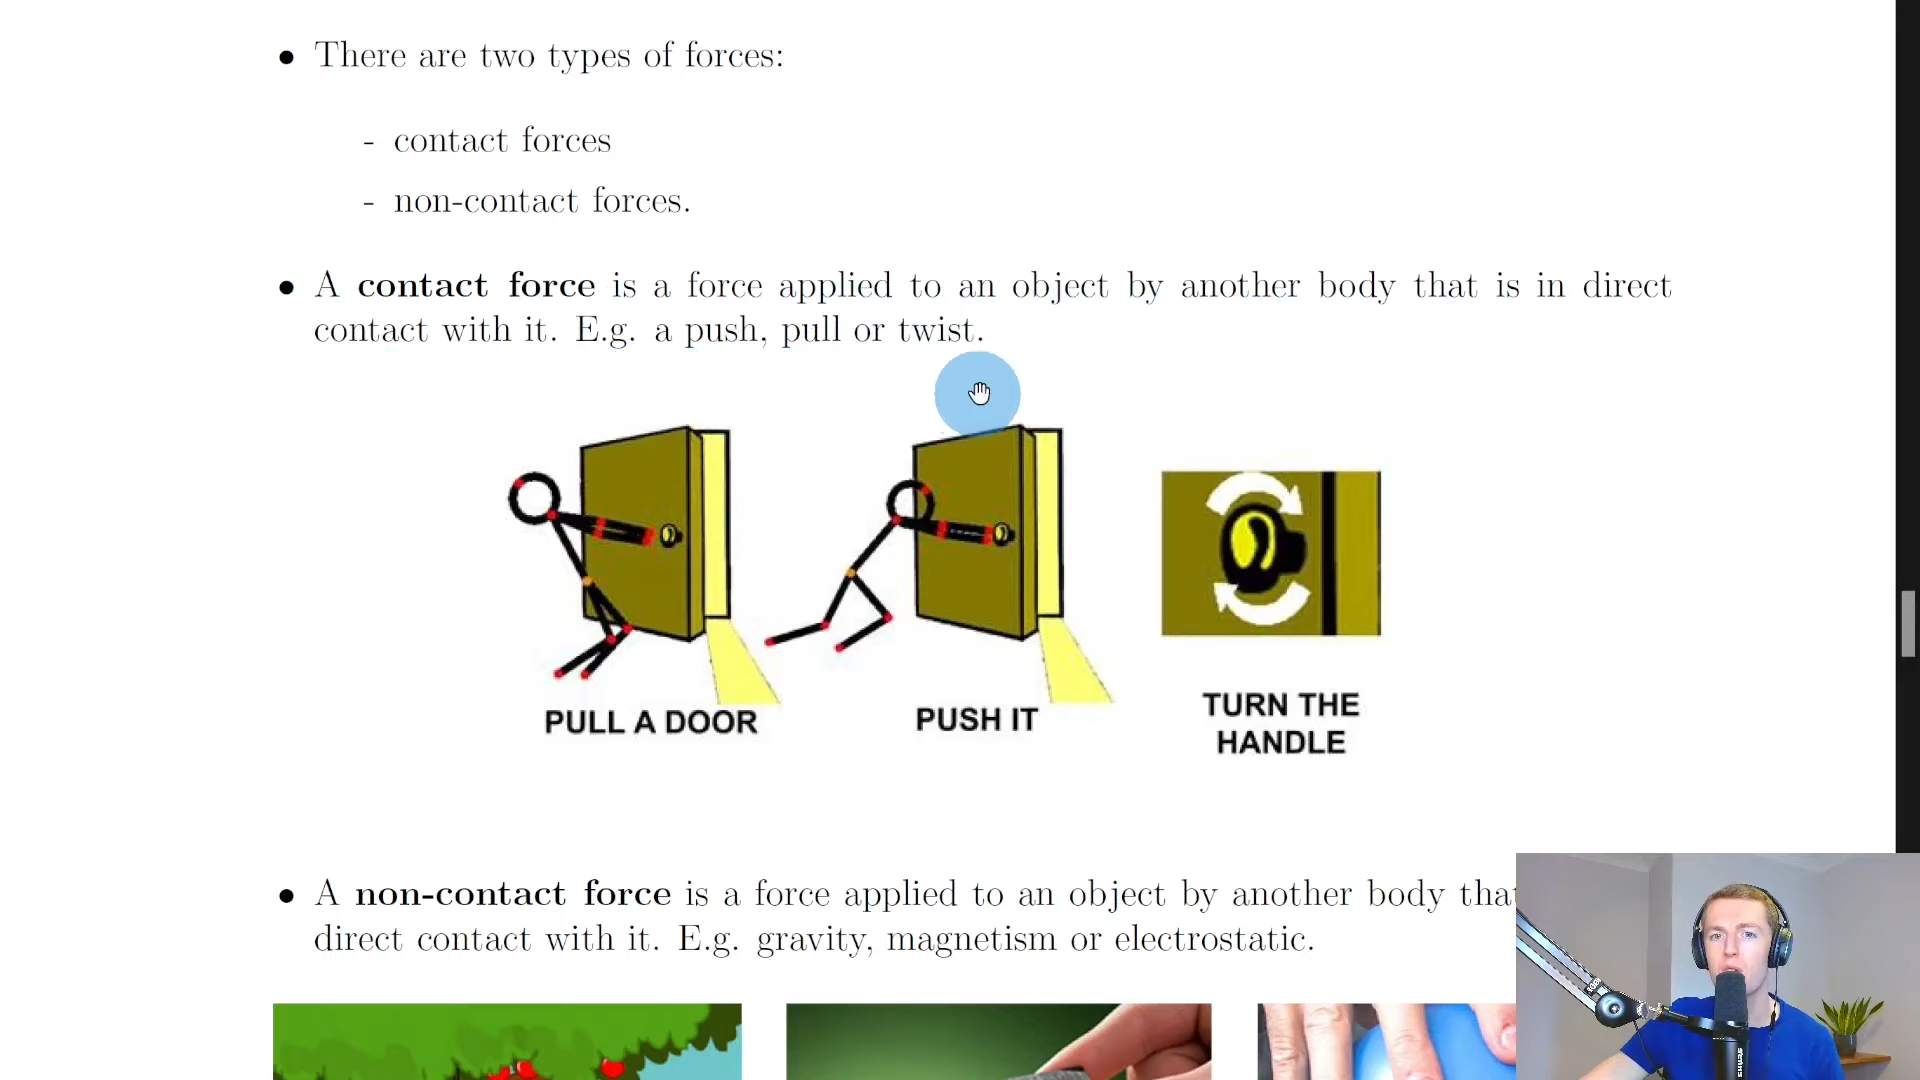 ● There are two types of forces:
- contact forces
- non-contact forces.
● A contact force is a force applied to an object by another body that is in direct
contact with it. E.g. a push, pull or twist.
PULL A DOOR
PUSH IT
TURN THE
HANDLE
● A non-contact force is a force applied to an object by another body that
direct contact with it. E.g. gravity, magnetism or electrostatic.